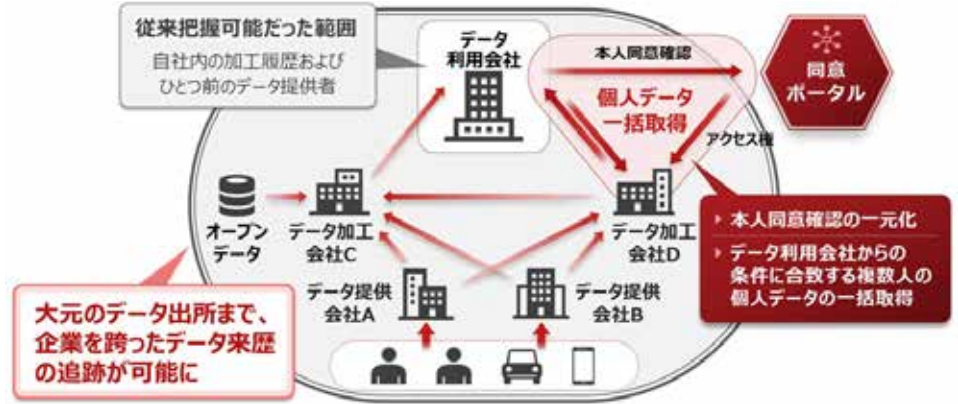 従来把握可能だった範囲
自社内の加工履歴および
ひとつ前のデータ提供者
データ
利用会社
本人同意確認
同意
ポータル
個人データ
一括取得
アクセス権
オープン
データ
データ加工
会社C
データ加工
会社D
本人同意確認の一元化
データ利用会社からの
条件に合致する複数人の
個人データの一括取得
データ提供
会社A
データ提供
会社B
大元のデータ出所まで、
企業を跨ったデータ来歴
の追跡が可能に